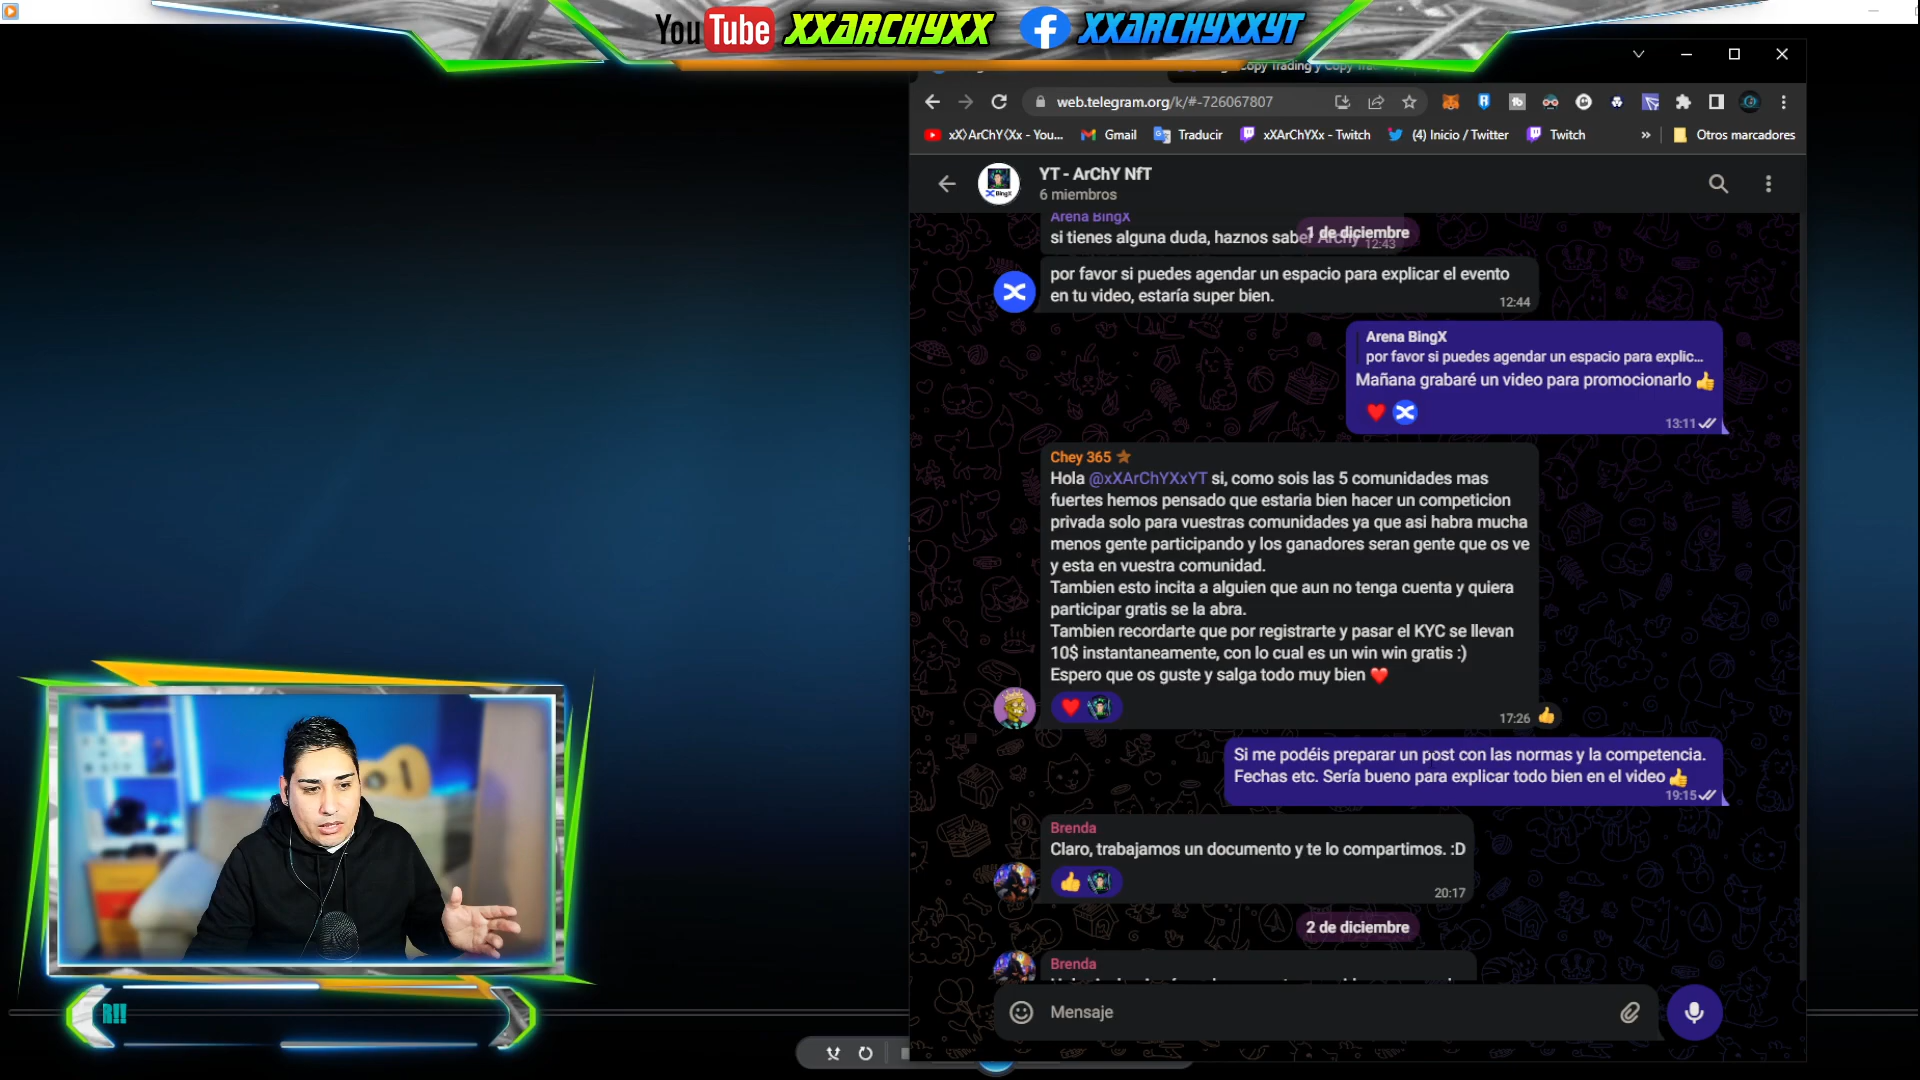 YouTube XXARCHYXX XXARCHYXXYT
web.telegram.org/k/#-726067807
xX)ArChY(Xx - You...
Gmail
Traducir
xXArChYXx - Twitch
(4) Inicio / Twitter
Twitch
»
Otros marcadores
YT - ArChY NfT
BingX
6 miembros
Arena BingX
si tienes alguna duda, haznos saber Archy 12:43
1 de diciembre
por favor si puedes agendar un espacio para explicar el evento
en tu video, estaría super bien.
12:44
Arena BingX
por favor si puedes agendar un espacio para explic...
Mañana grabaré un video para promocionarlo 👍
13:11
Chey 365
Hola @xXArChYXxYT si, como sois las 5 comunidades mas
fuertes hemos pensado que estaria bien hacer un competicion
privada solo para vuestras comunidades ya que asi habra mucha
menos gente participando y los ganadores seran gente que os ve
y esta en vuestra comunidad.
Tambien esto incita a alguien que aun no tenga cuenta y quiera
participar gratis se la abra.
Tambien recordarte que por registrarte y pasar el KYC se llevan
10$ instantaneamente, con lo cual es un win win gratis :)
Espero que os guste y salga todo muy bien ❤️
17:26
Si me podéis preparar un post con las normas y la competencia.
Fechas etc. Sería bueno para explicar todo bien en el video 👍
19:15
Brenda
Claro, trabajamos un documento y te lo compartimos. :D
20:17
2 de diciembre
Brenda
Mensaje
R!!